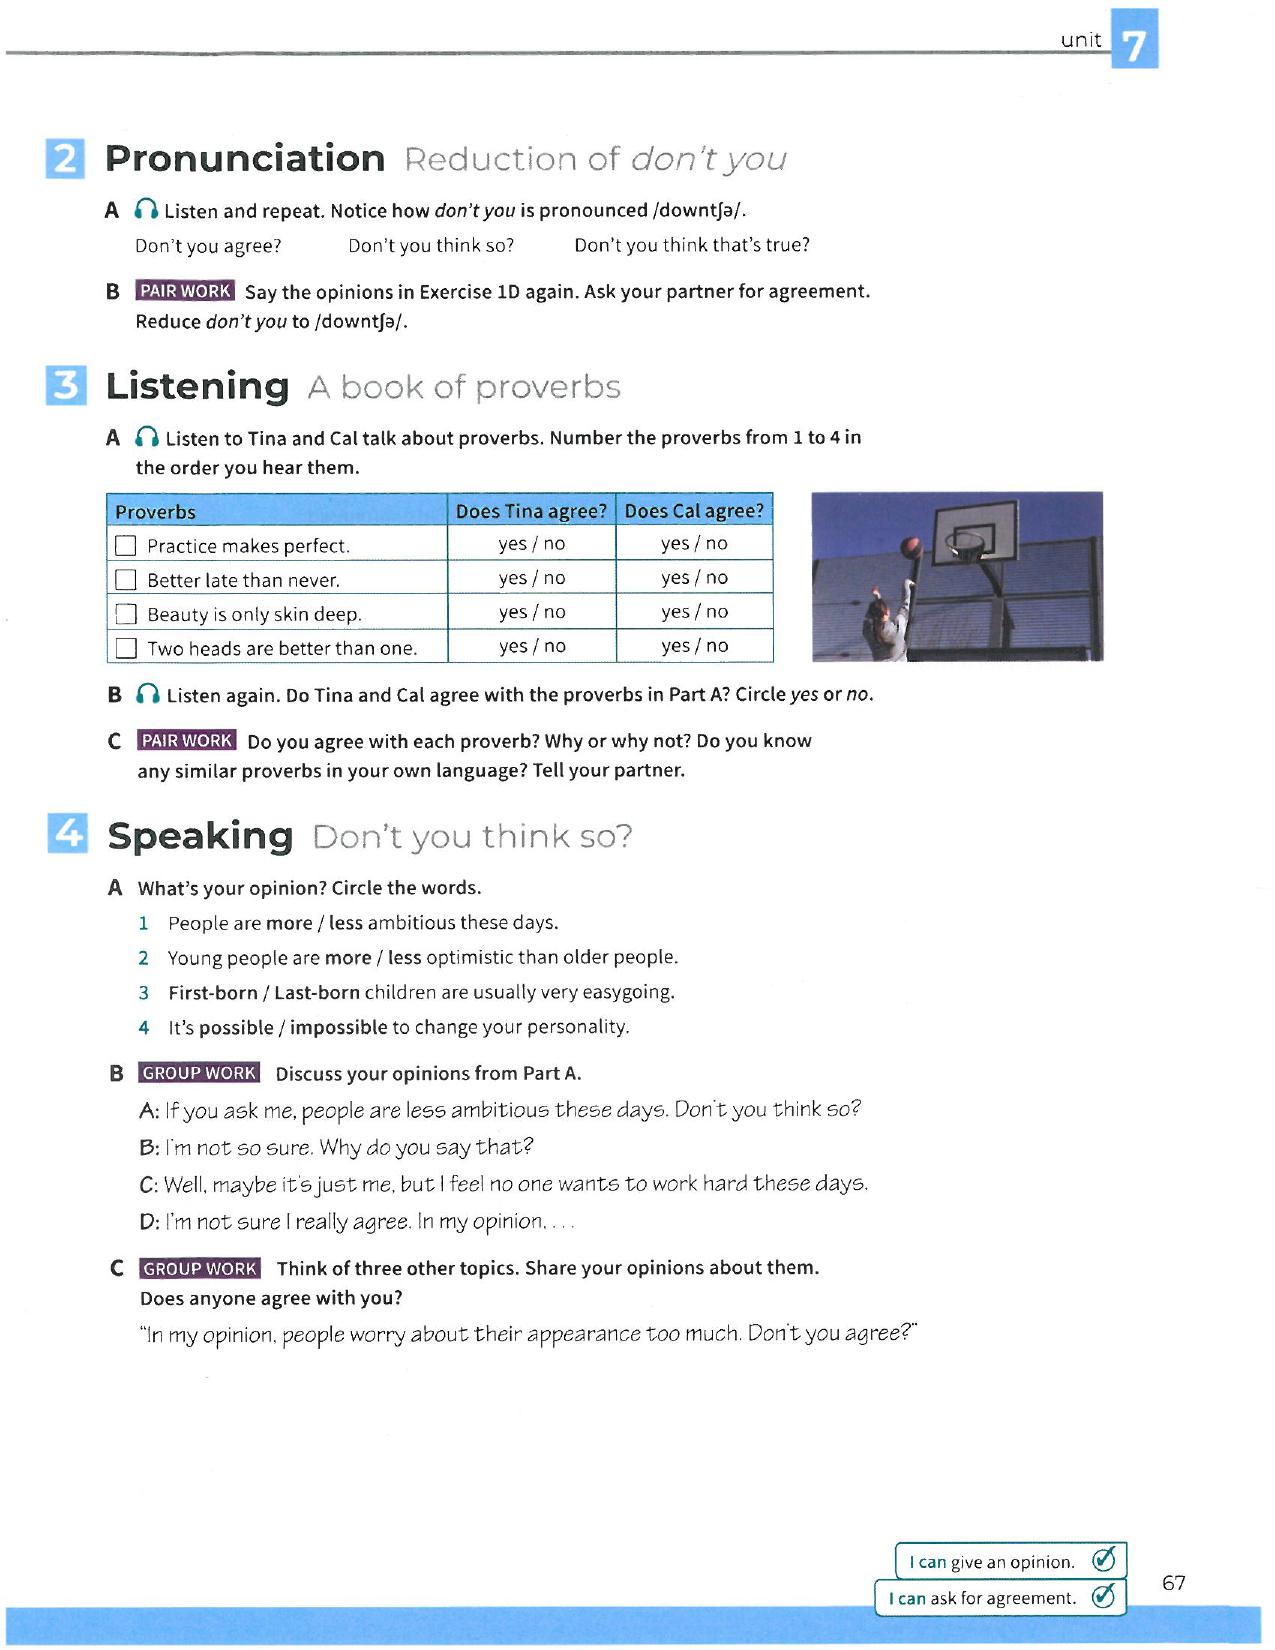 unit 7
2 Pronunciation Reduction of don't you
A Listen and repeat. Notice how don't you is pronounced /downtʃə/.
Don't you agree? Don't you think so? Don't you think that's true?
B PAIR WORK Say the opinions in Exercise 1D again. Ask your partner for agreement.
Reduce don't you to /downtʃə/.
3 Listening A book of proverbs
A Listen to Tina and Cal talk about proverbs. Number the proverbs from 1 to 4 in
the order you hear them.
Proverbs Does Tina agree? Does Cal agree?
Practice makes perfect. yes / no yes / no
Better late than never. yes / no yes / no
Beauty is only skin deep. yes / no yes / no
Two heads are better than one. yes / no yes / no
B Listen again. Do Tina and Cal agree with the proverbs in Part A? Circle yes or no.
C PAIR WORK Do you agree with each proverb? Why or why not? Do you know
any similar proverbs in your own language? Tell your partner.
4 Speaking Don't you think so?
A What's your opinion? Circle the words.
1 People are more / less ambitious these days.
2 Young people are more / less optimistic than older people.
3 First-born / Last-born children are usually very easygoing.
4 It's possible / impossible to change your personality.
B GROUP WORK Discuss your opinions from Part A.
A: If you ask me, people are less ambitious these days. Don't you think so?
B: I'm not so sure. Why do you say that?
C: Well, maybe it's just me, but I feel no one wants to work hard these days.
D: I'm not sure I really agree. In my opinion, . . .
C GROUP WORK Think of three other topics. Share your opinions about them.
Does anyone agree with you?
"In my opinion, people worry about their appearance too much. Don't you agree?"
I can give an opinion.
I can ask for agreement.
67